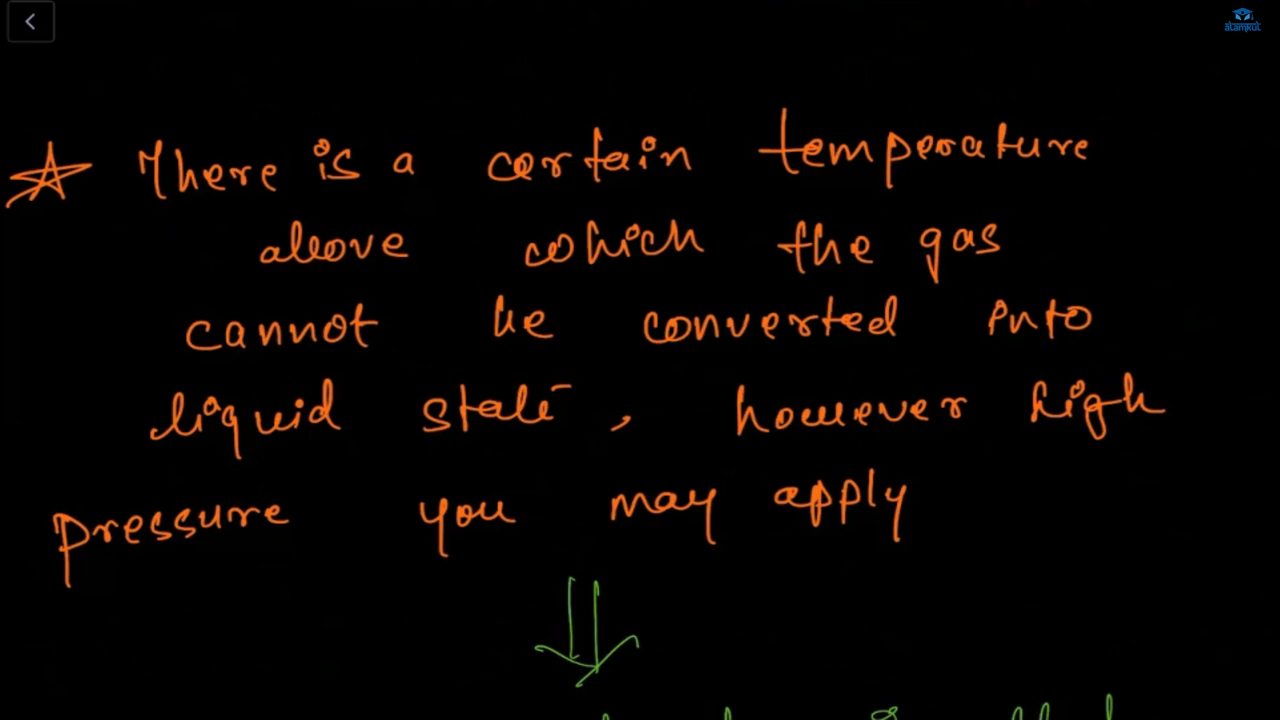 atamkul
There is a certain temperature
above which the gas
cannot be converted into
liquid state, however high
pressure you may apply